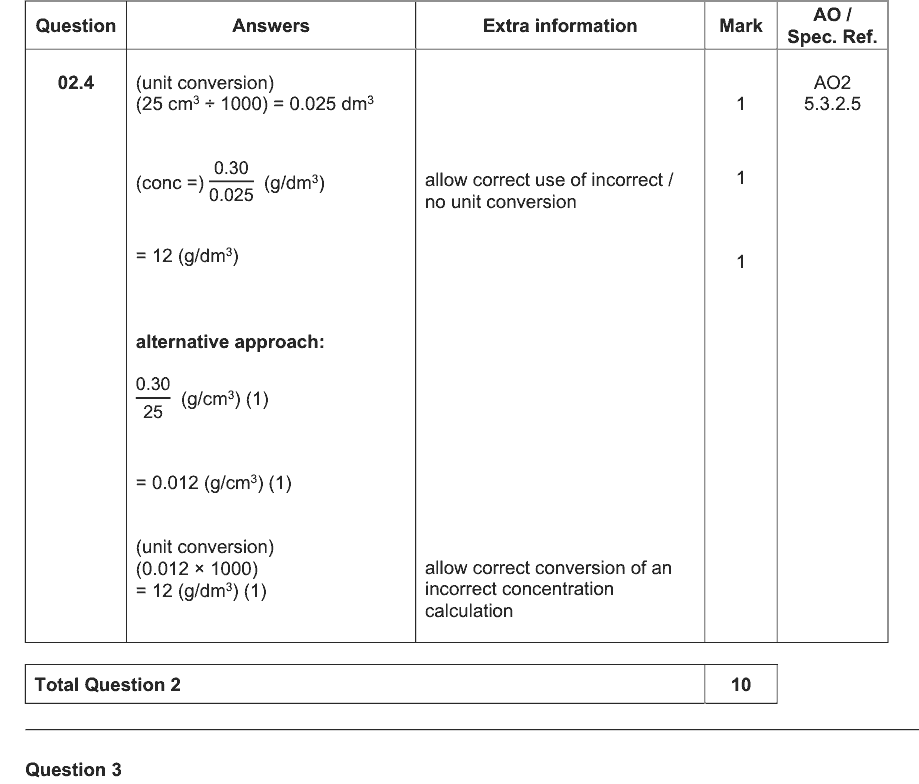 Question Answers Extra information Mark AO /
Spec. Ref.
02.4 (unit conversion) AO2
(25 cm³ ÷ 1000) = 0.025 dm³ 1 5.3.2.5
(conc =) 0.30/0.025 (g/dm³) allow correct use of incorrect / 1
no unit conversion
= 12 (g/dm³) 1
alternative approach:
0.30/25 (g/cm³) (1)
= 0.012 (g/cm³) (1)
(unit conversion)
(0.012 × 1000) allow correct conversion of an
= 12 (g/dm³) (1) incorrect concentration
calculation
Total Question 2 10
Question 3